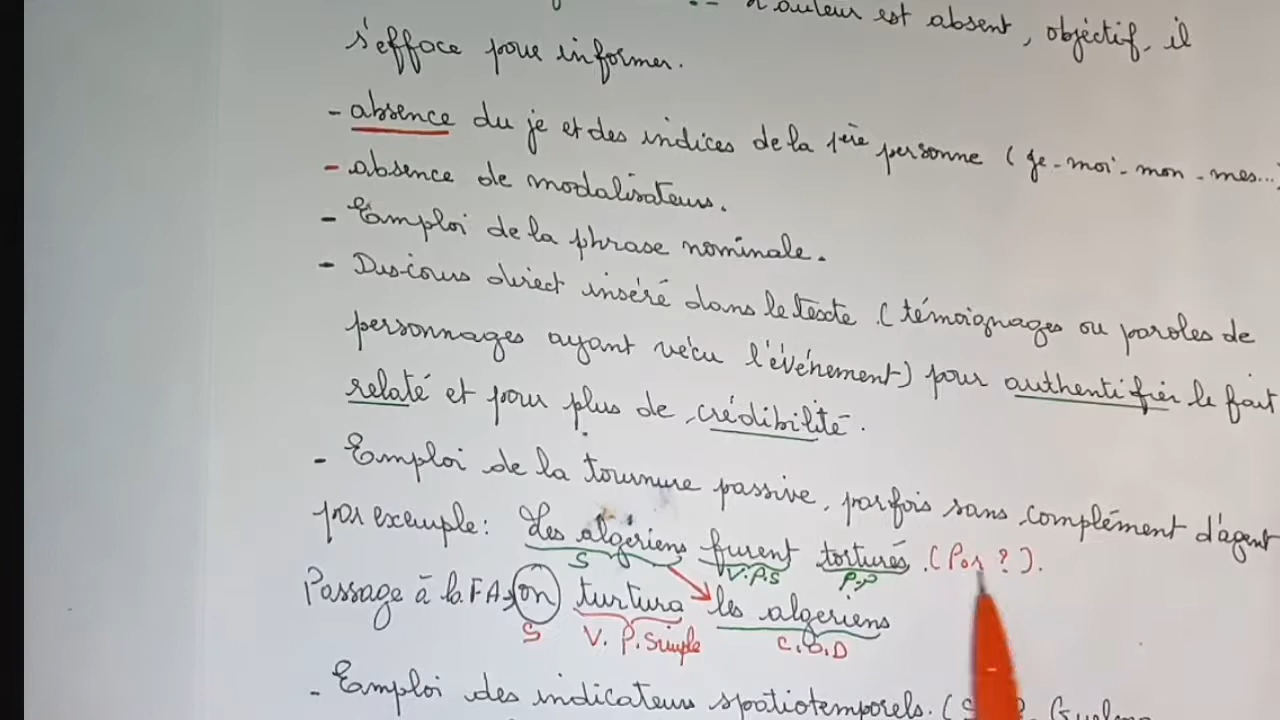 l'auteur est absent, objéctif, il
s'efface pour informer.
- absence du je et des indices de la 1ère personne (je - moi - mon - mes...)
- absence de modalisateurs.
- Emploi de la phrase nominale.
- Discours direct inséré dans le texte (témoignages ou paroles de
personnages ayant vécu l'événement) pour authentifier le fait
relaté et pour plus de crédibilité.
- Emploi de la tournure passive, parfois sans complément d'agent
par exemple: Les algériens furent torturés. (Par ?).
S V.P.S P.P
Passage à la FA, on turtura les algeriens
S V. P.Simple C.O.D
- Emploi des indicateurs spatiotemporels. (